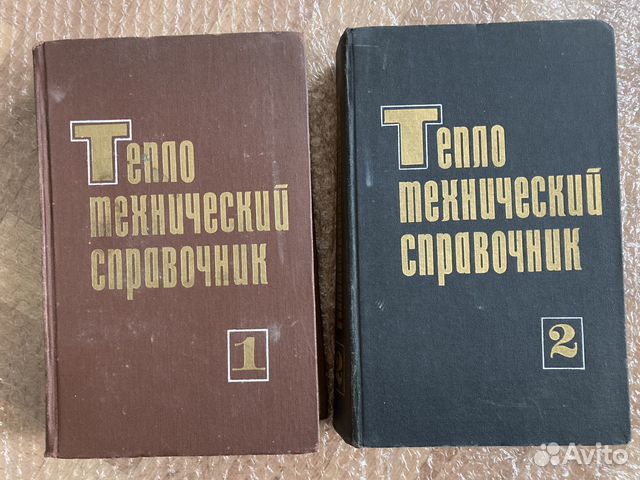 Тепло
технический
справочник
1
Тепло
технический
справочник
2
Avito